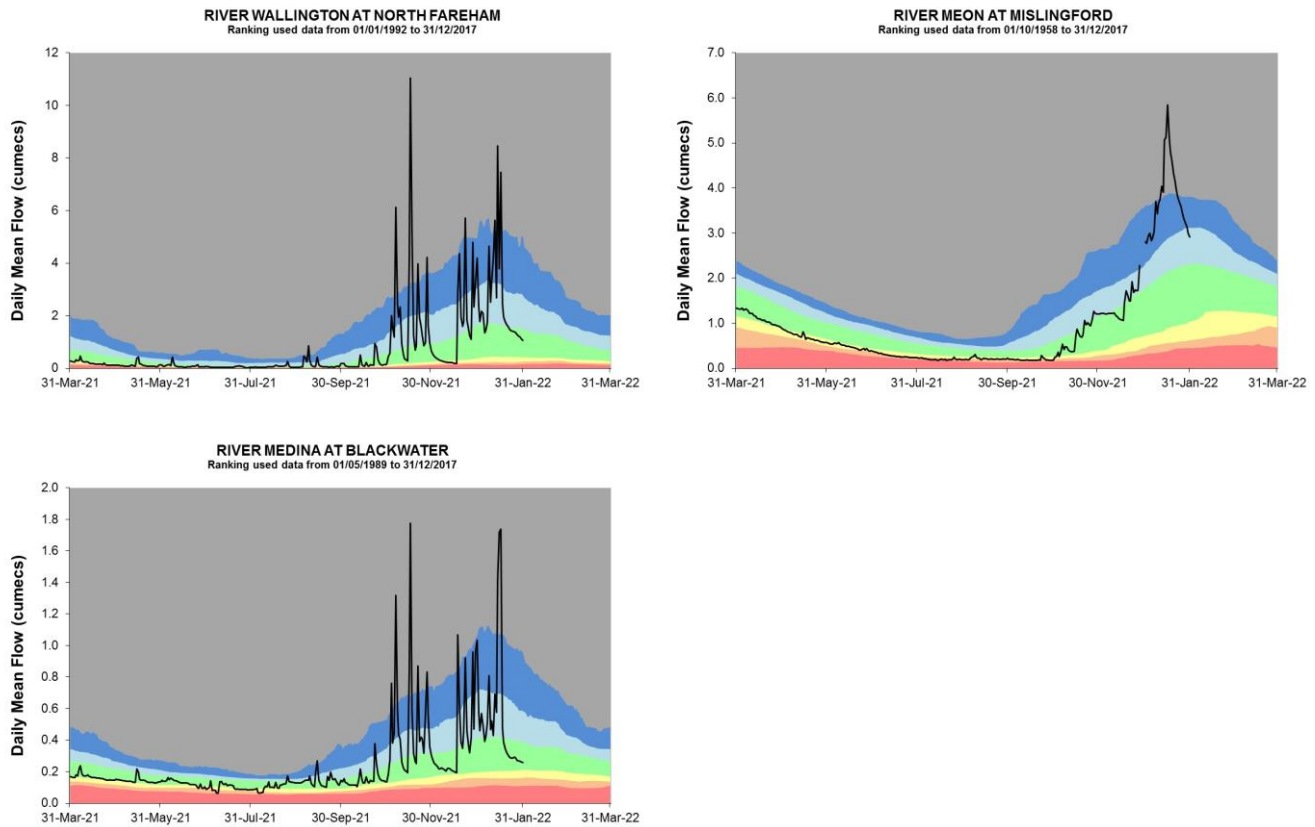 RIVER WALLINGTON AT NORTH FAREHAM
Ranking used data from 01/01/1992 to 31/12/2017
Daily Mean Flow (cumecs)
12
10
8
6
4
2
0
31-Mar-21 31-May-21 31-Jul-21 30-Sep-21 30-Nov-21 31-Jan-22 31-Mar-22
RIVER MEON AT MISLINGFORD
Ranking used data from 01/10/1958 to 31/12/2017
Daily Mean Flow (cumecs)
7.0
6.0
5.0
4.0
3.0
2.0
1.0
0.0
31-Mar-21 31-May-21 31-Jul-21 30-Sep-21 30-Nov-21 31-Jan-22 31-Mar-22
RIVER MEDINA AT BLACKWATER
Ranking used data from 01/05/1989 to 31/12/2017
Daily Mean Flow (cumecs)
2.0
1.8
1.6
1.4
1.2
1.0
0.8
0.6
0.4
0.2
0.0
31-Mar-21 31-May-21 31-Jul-21 30-Sep-21 30-Nov-21 31-Jan-22 31-Mar-22